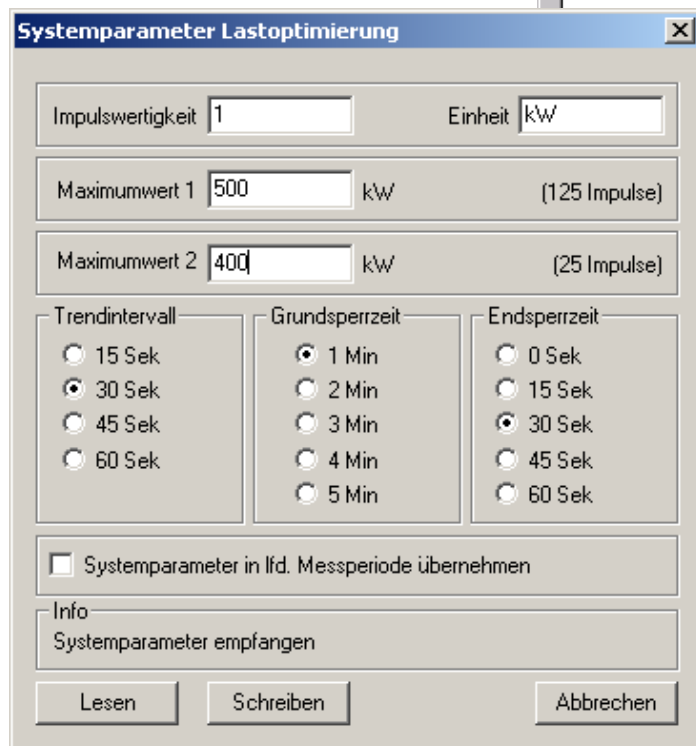 Systemparameter Lastoptimierung
Impulswertigkeit 1 Einheit kW
Maximumwert 1 500 kW (125 Impulse)
Maximumwert 2 400 kW (25 Impulse)
Trendintervall Grundsperrzeit Endsperrzeit
15 Sek 1 Min 0 Sek
30 Sek 2 Min 15 Sek
45 Sek 3 Min 30 Sek
60 Sek 4 Min 45 Sek
5 Min 60 Sek
Systemparameter in lfd. Messperiode übernehmen
Info
Systemparameter empfangen
Lesen Schreiben Abbrechen